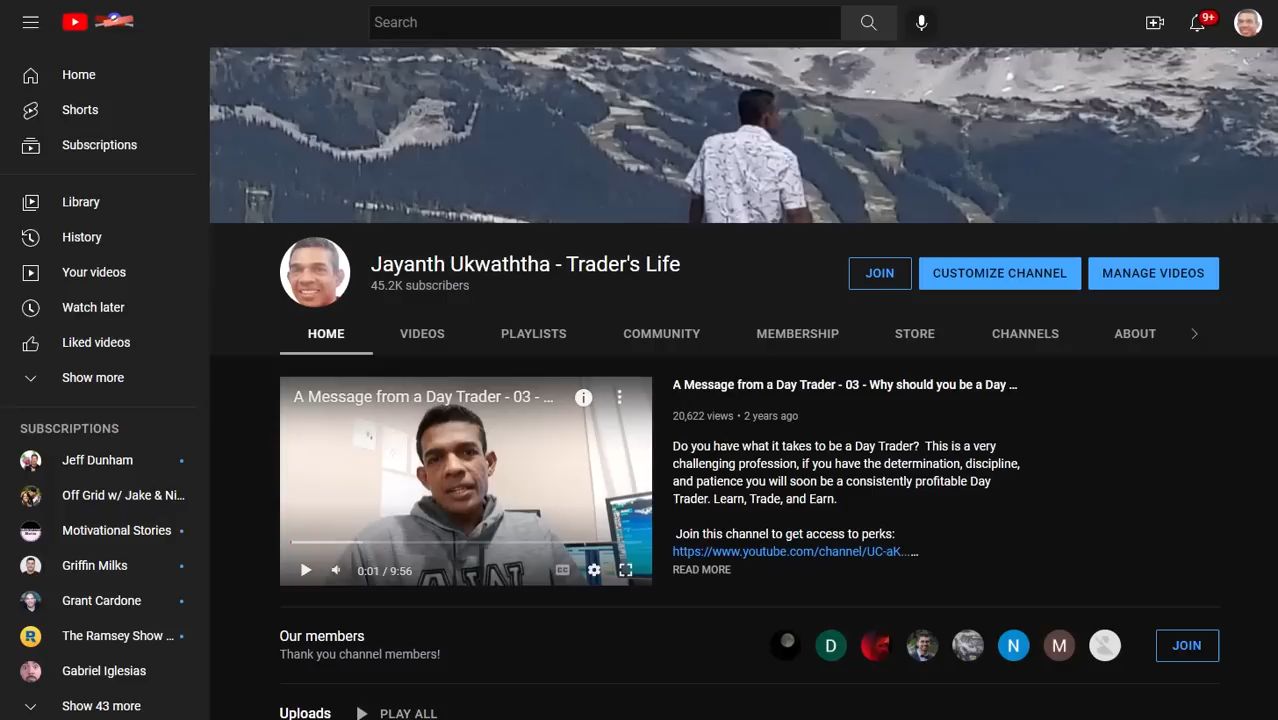 Search
9+
Home
Shorts
Subscriptions
Library
History
Your videos
Watch later
Liked videos
Show more
SUBSCRIPTIONS
Jeff Dunham
Off Grid w/ Jake & Ni...
Motivational Stories
Griffin Milks
Grant Cardone
The Ramsey Show ...
Gabriel Iglesias
Show 43 more
Jayanth Ukwaththa - Trader's Life
45.2K subscribers
JOIN
CUSTOMIZE CHANNEL
MANAGE VIDEOS
HOME
VIDEOS
PLAYLISTS
COMMUNITY
MEMBERSHIP
STORE
CHANNELS
ABOUT
A Message from a Day Trader - 03 - ...
0:01 / 9:56
A Message from a Day Trader - 03 - Why should you be a Day ...
20,622 views • 2 years ago
Do you have what it takes to be a Day Trader? This is a very
challenging profession, if you have the determination, discipline,
and patience you will soon be a consistently profitable Day
Trader. Learn, Trade, and Earn.
Join this channel to get access to perks:
https://www.youtube.com/channel/UC-aK... ...
READ MORE
Our members
Thank you channel members!
D
N
M
JOIN
Uploads
PLAY ALL